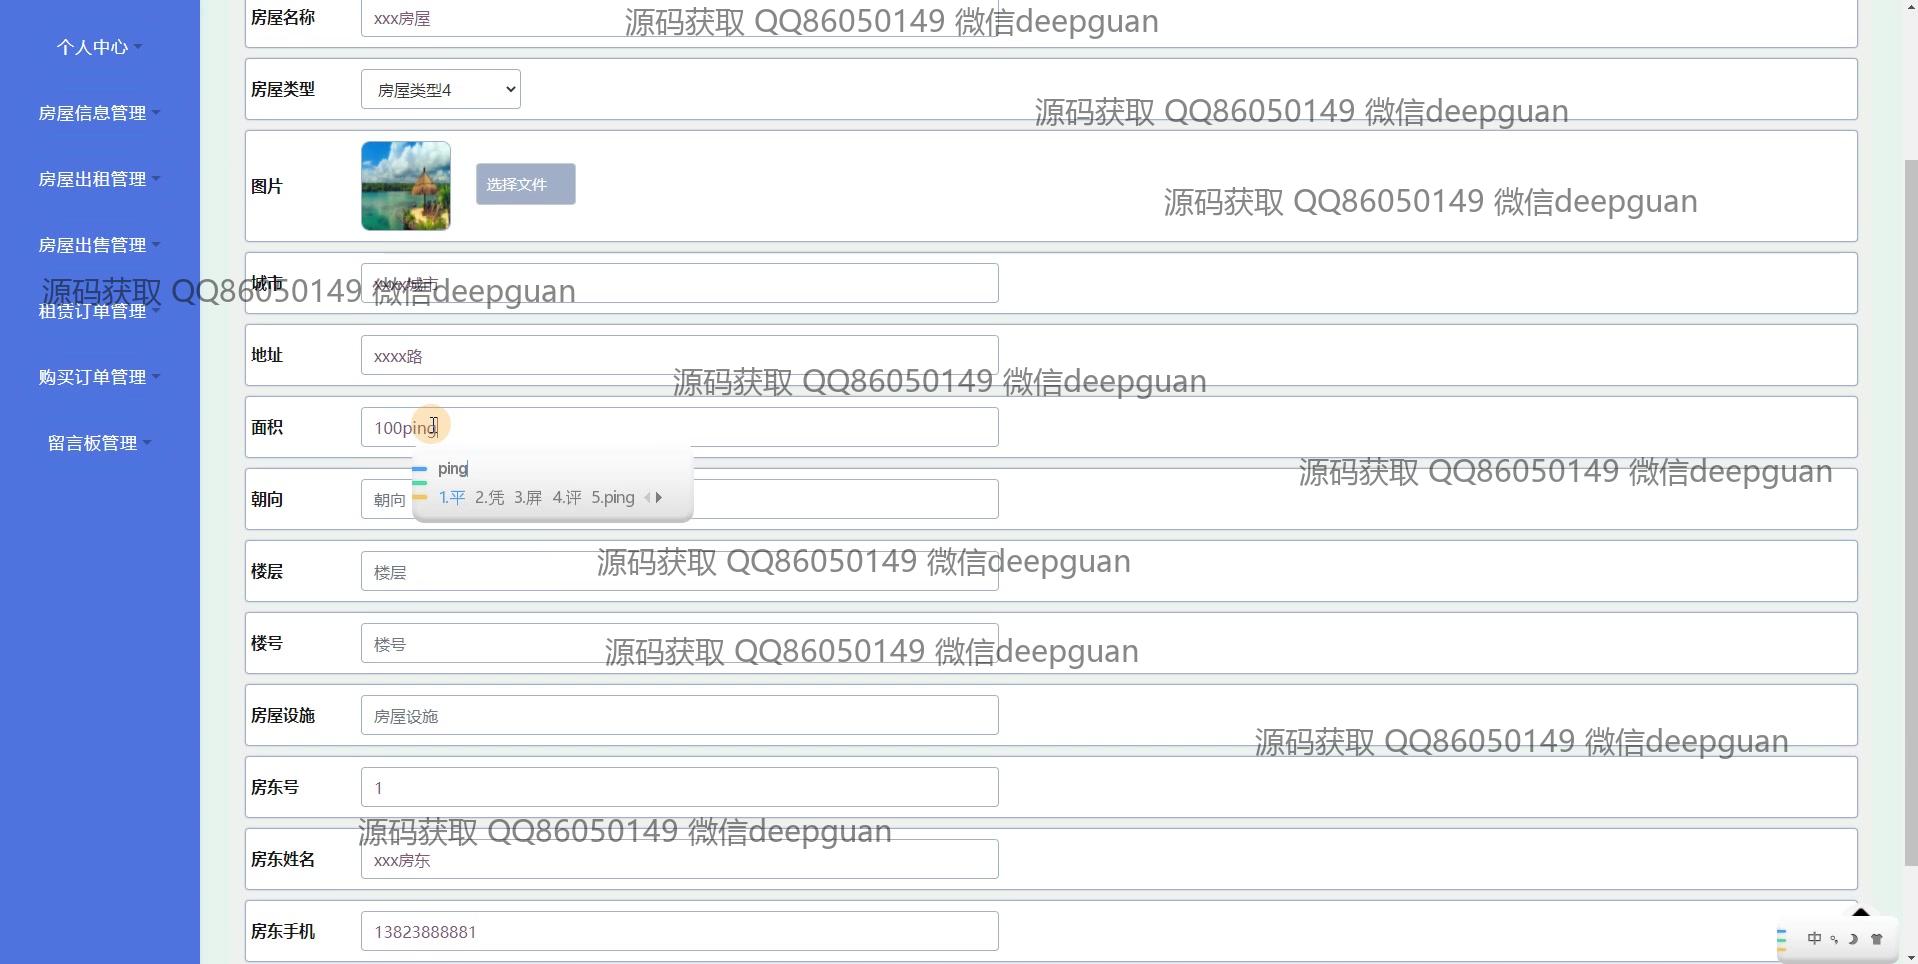 房屋名称
xxx房屋
源码获取 QQ86050149 微信deepguan
个人中心
房屋类型
房屋类型4
源码获取 QQ86050149 微信deepguan
房屋信息管理
房屋出租管理
图片
选择文件
源码获取 QQ86050149 微信deepguan
房屋出售管理
城市
xxxx城市
源码获取 QQ86050149 微信deepguan
租赁订单管理
地址
xxxx路
源码获取 QQ86050149 微信deepguan
购买订单管理
面积
100ping
留言板管理
ping
1.平 2.凭 3.屏 4.评 5.ping
源码获取 QQ86050149 微信deepguan
朝向
朝向
楼层
楼层
源码获取 QQ86050149 微信deepguan
楼号
楼号
源码获取 QQ86050149 微信deepguan
房屋设施
房屋设施
源码获取 QQ86050149 微信deepguan
房东号
1
源码获取 QQ86050149 微信deepguan
房东姓名
xxx房东
房东手机
13823888881
中